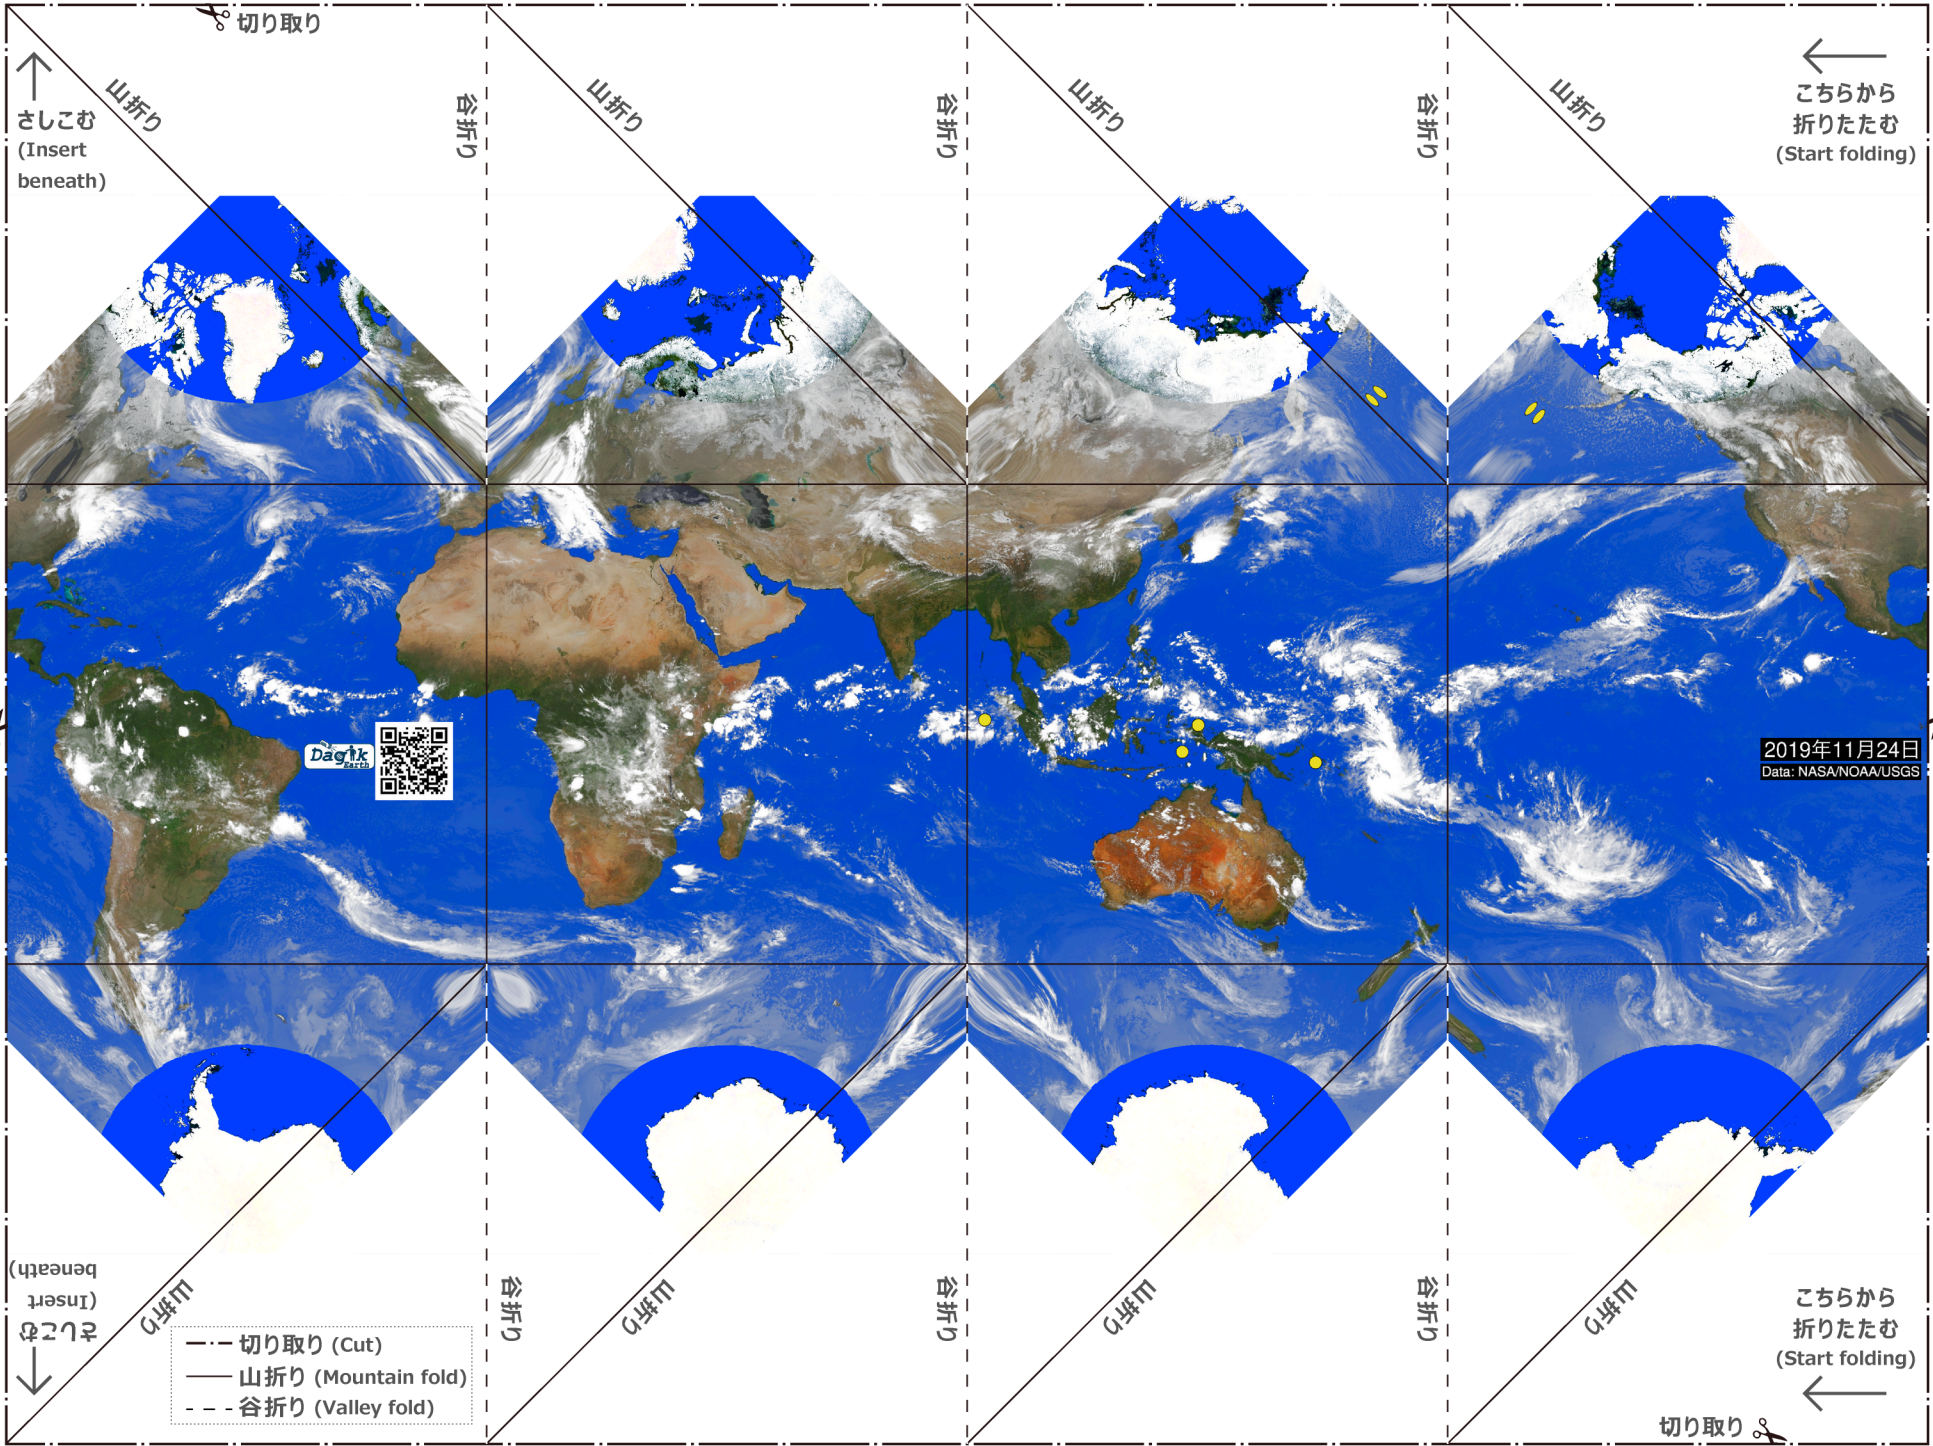 切り取り
山折り
谷折り
山折り
谷折り
山折り
谷折り
山折り
さしこむ
(Insert
beneath)
こちらから
折りたたむ
(Start folding)
Dagik
Earth
2019年11月24日
Data: NASA/NOAA/USGS
さしこむ
(Insert
beneath)
山折り
谷折り
山折り
谷折り
山折り
谷折り
山折り
こちらから
折りたたむ
(Start folding)
切り取り (Cut)
山折り (Mountain fold)
谷折り (Valley fold)
切り取り